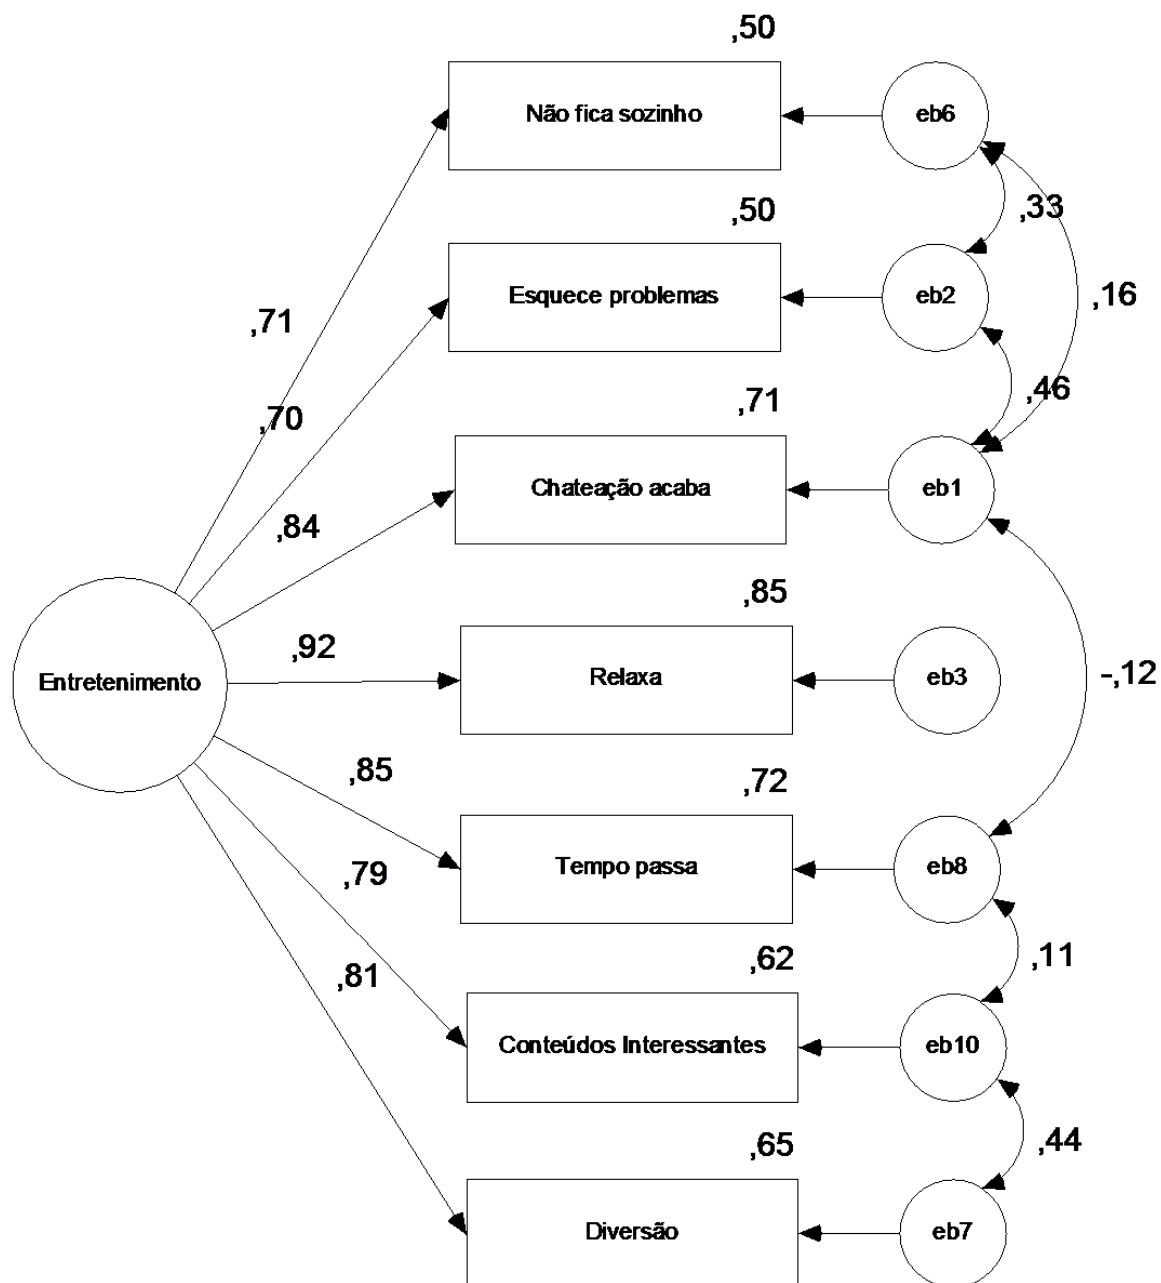 ,50
Não fica sozinho
eb6
,33
,50
Esquece problemas
eb2
,16
,71
,46
,70
,71
Chateação acaba
eb1
,84
,85
,92
Relaxa
eb3
-,12
Entretenimento
,85
,72
Tempo passa
eb8
,79
,11
,62
,81
Conteúdos Interessantes
eb10
,44
,65
Diversão
eb7